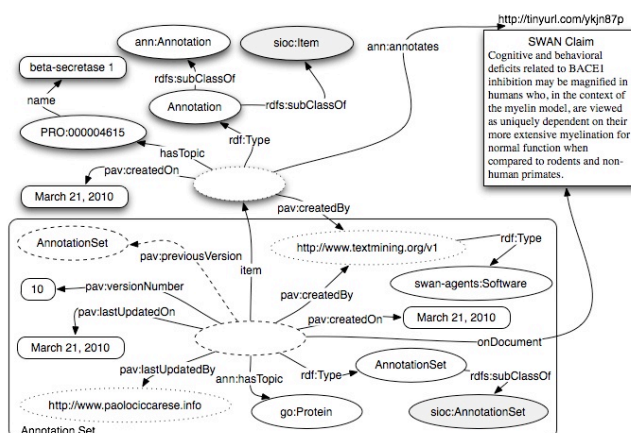 http://tinyurl.com/ykjn87p
ann:Annotation
sioc:Item
ann:annotates
SWAN Claim
Cognitive and behavioral
deficits related to BACE1
inhibition may be magnified in
humans who, in the context of
the myelin model, are viewed
as uniquely dependent on their
more extensive myelination for
normal function when
compared to rodents and non-
human primates.
beta-secretase 1
rdfs:subClassOf
Annotation
rdfs:subClassOf
name
PRO:000004615
rdf:Type
hasTopic
pav:createdOn
March 21, 2010
pav:createdBy
AnnotationSet
http://www.textmining.org/v1
rdf:Type
pav:previousVersion
item
swan-agents:Software
10
pav:versionNumber
pav:createdBy
pav:lastUpdatedOn
pav:createdOn
March 21, 2010
March 21, 2010
onDocument
pav:lastUpdatedBy
ann:hasTopic
rdf:Type
AnnotationSet
rdfs:subClassOf
http://www.paolociccarese.info
go:Protein
sioc:AnnotationSet
Annotation Set